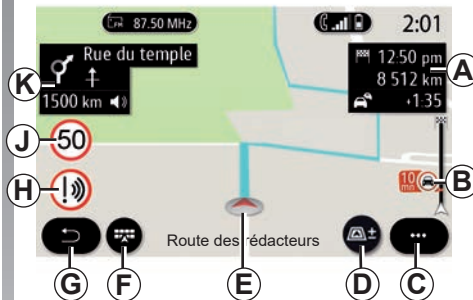 FM 87.50 MHz
2:01
Rue du temple
1500 km
K
12:50 pm
8 512 km
+1:35
A
J
50
H
!
10
mn
B
Route des rédacteurs
±
...
G
F
E
D
C